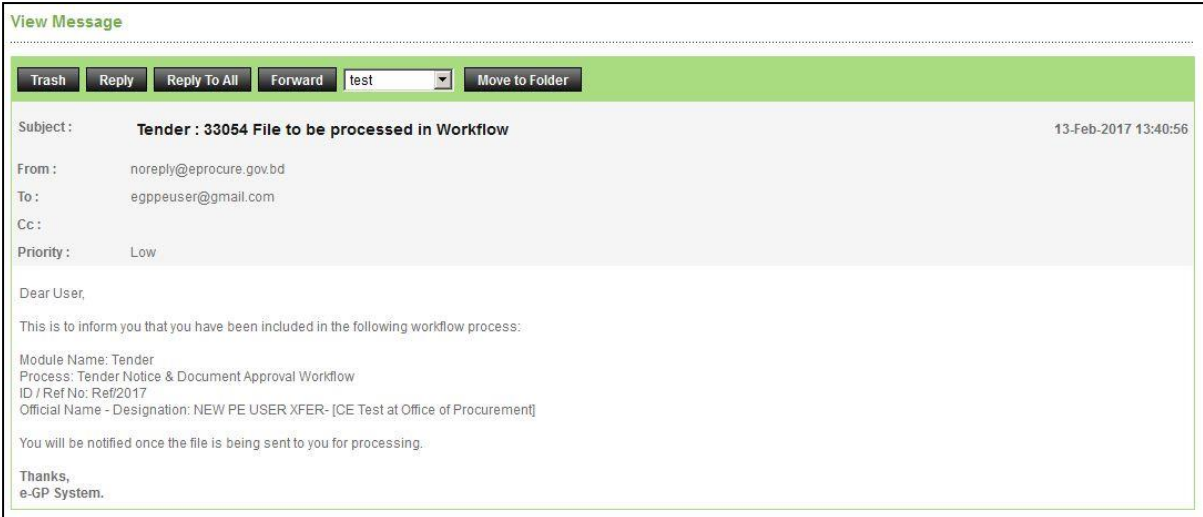 View Message
Trash Reply Reply To All Forward test Move to Folder
Subject : Tender : 33054 File to be processed in Workflow 13-Feb-2017 13:40:56
From : noreply@eprocure.gov.bd
To : egppeuser@gmail.com
Cc :
Priority : Low
Dear User,
This is to inform you that you have been included in the following workflow process:
Module Name: Tender
Process: Tender Notice & Document Approval Workflow
ID / Ref No: Ref/2017
Official Name - Designation: NEW PE USER XFER- [CE Test at Office of Procurement]
You will be notified once the file is being sent to you for processing.
Thanks,
e-GP System.